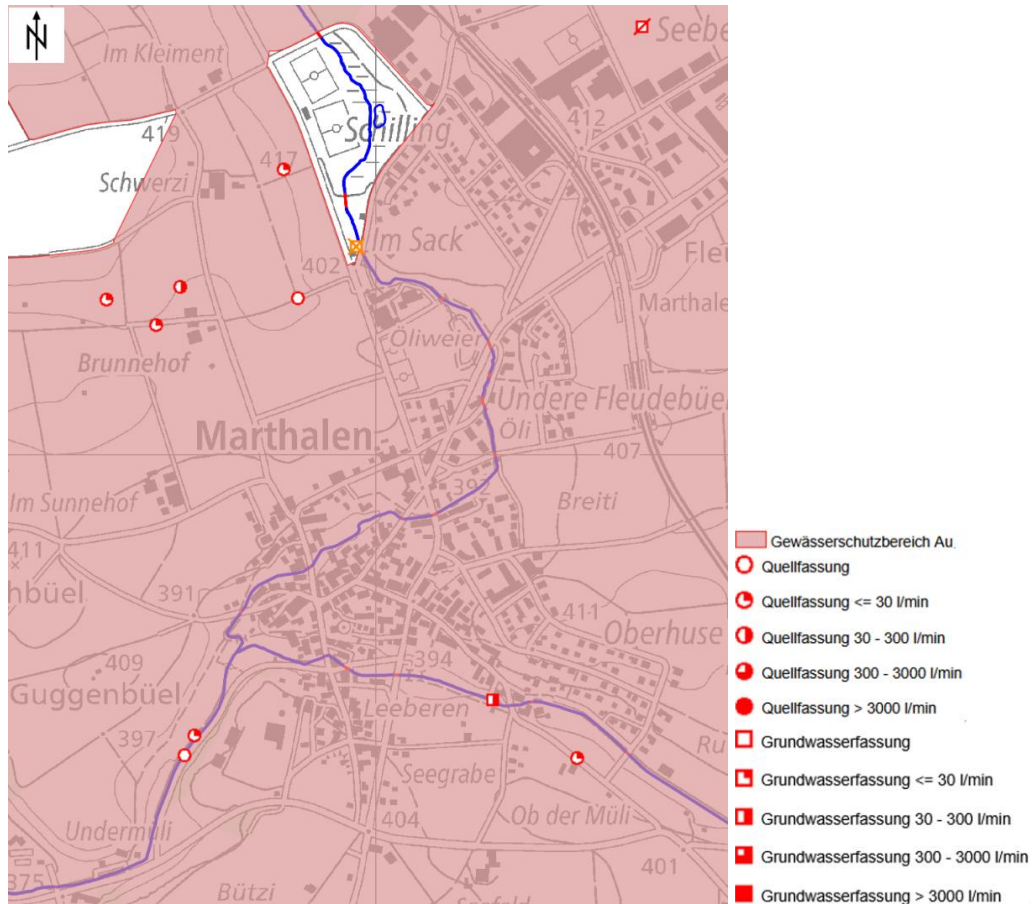 N
Im Kleiment
Seebe
412
419
Schilling
417
Schwerzi
Im Sack
402
Fleu
Marthale
Öliweier
Brunnehof
Undere Fleudebüe
Marthalen
Öli
407
392
Im Sunnehof
Breiti
411
hbüel
391
411
Oberhuse
409
394
Guggenbüel
Leeberen
397
Ru
Seegrabe
Ob der Müli
Undermüli
404
401
375
Bützi
Gewässerschutzbereich Au
Quellfassung
Quellfassung <= 30 l/min
Quellfassung 30 - 300 l/min
Quellfassung 300 - 3000 l/min
Quellfassung > 3000 l/min
Grundwasserfassung
Grundwasserfassung <= 30 l/min
Grundwasserfassung 30 - 300 l/min
Grundwasserfassung 300 - 3000 l/min
Grundwasserfassung > 3000 l/min